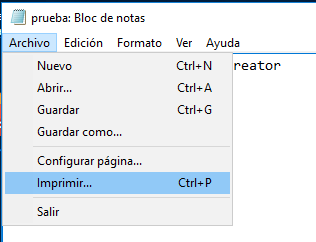 prueba: Bloc de notas
Archivo Edición Formato Ver Ayuda
Nuevo Ctrl+N
reator
Abrir... Ctrl+A
Guardar Ctrl+G
Guardar como...
Configurar página...
Imprimir... Ctrl+P
Salir